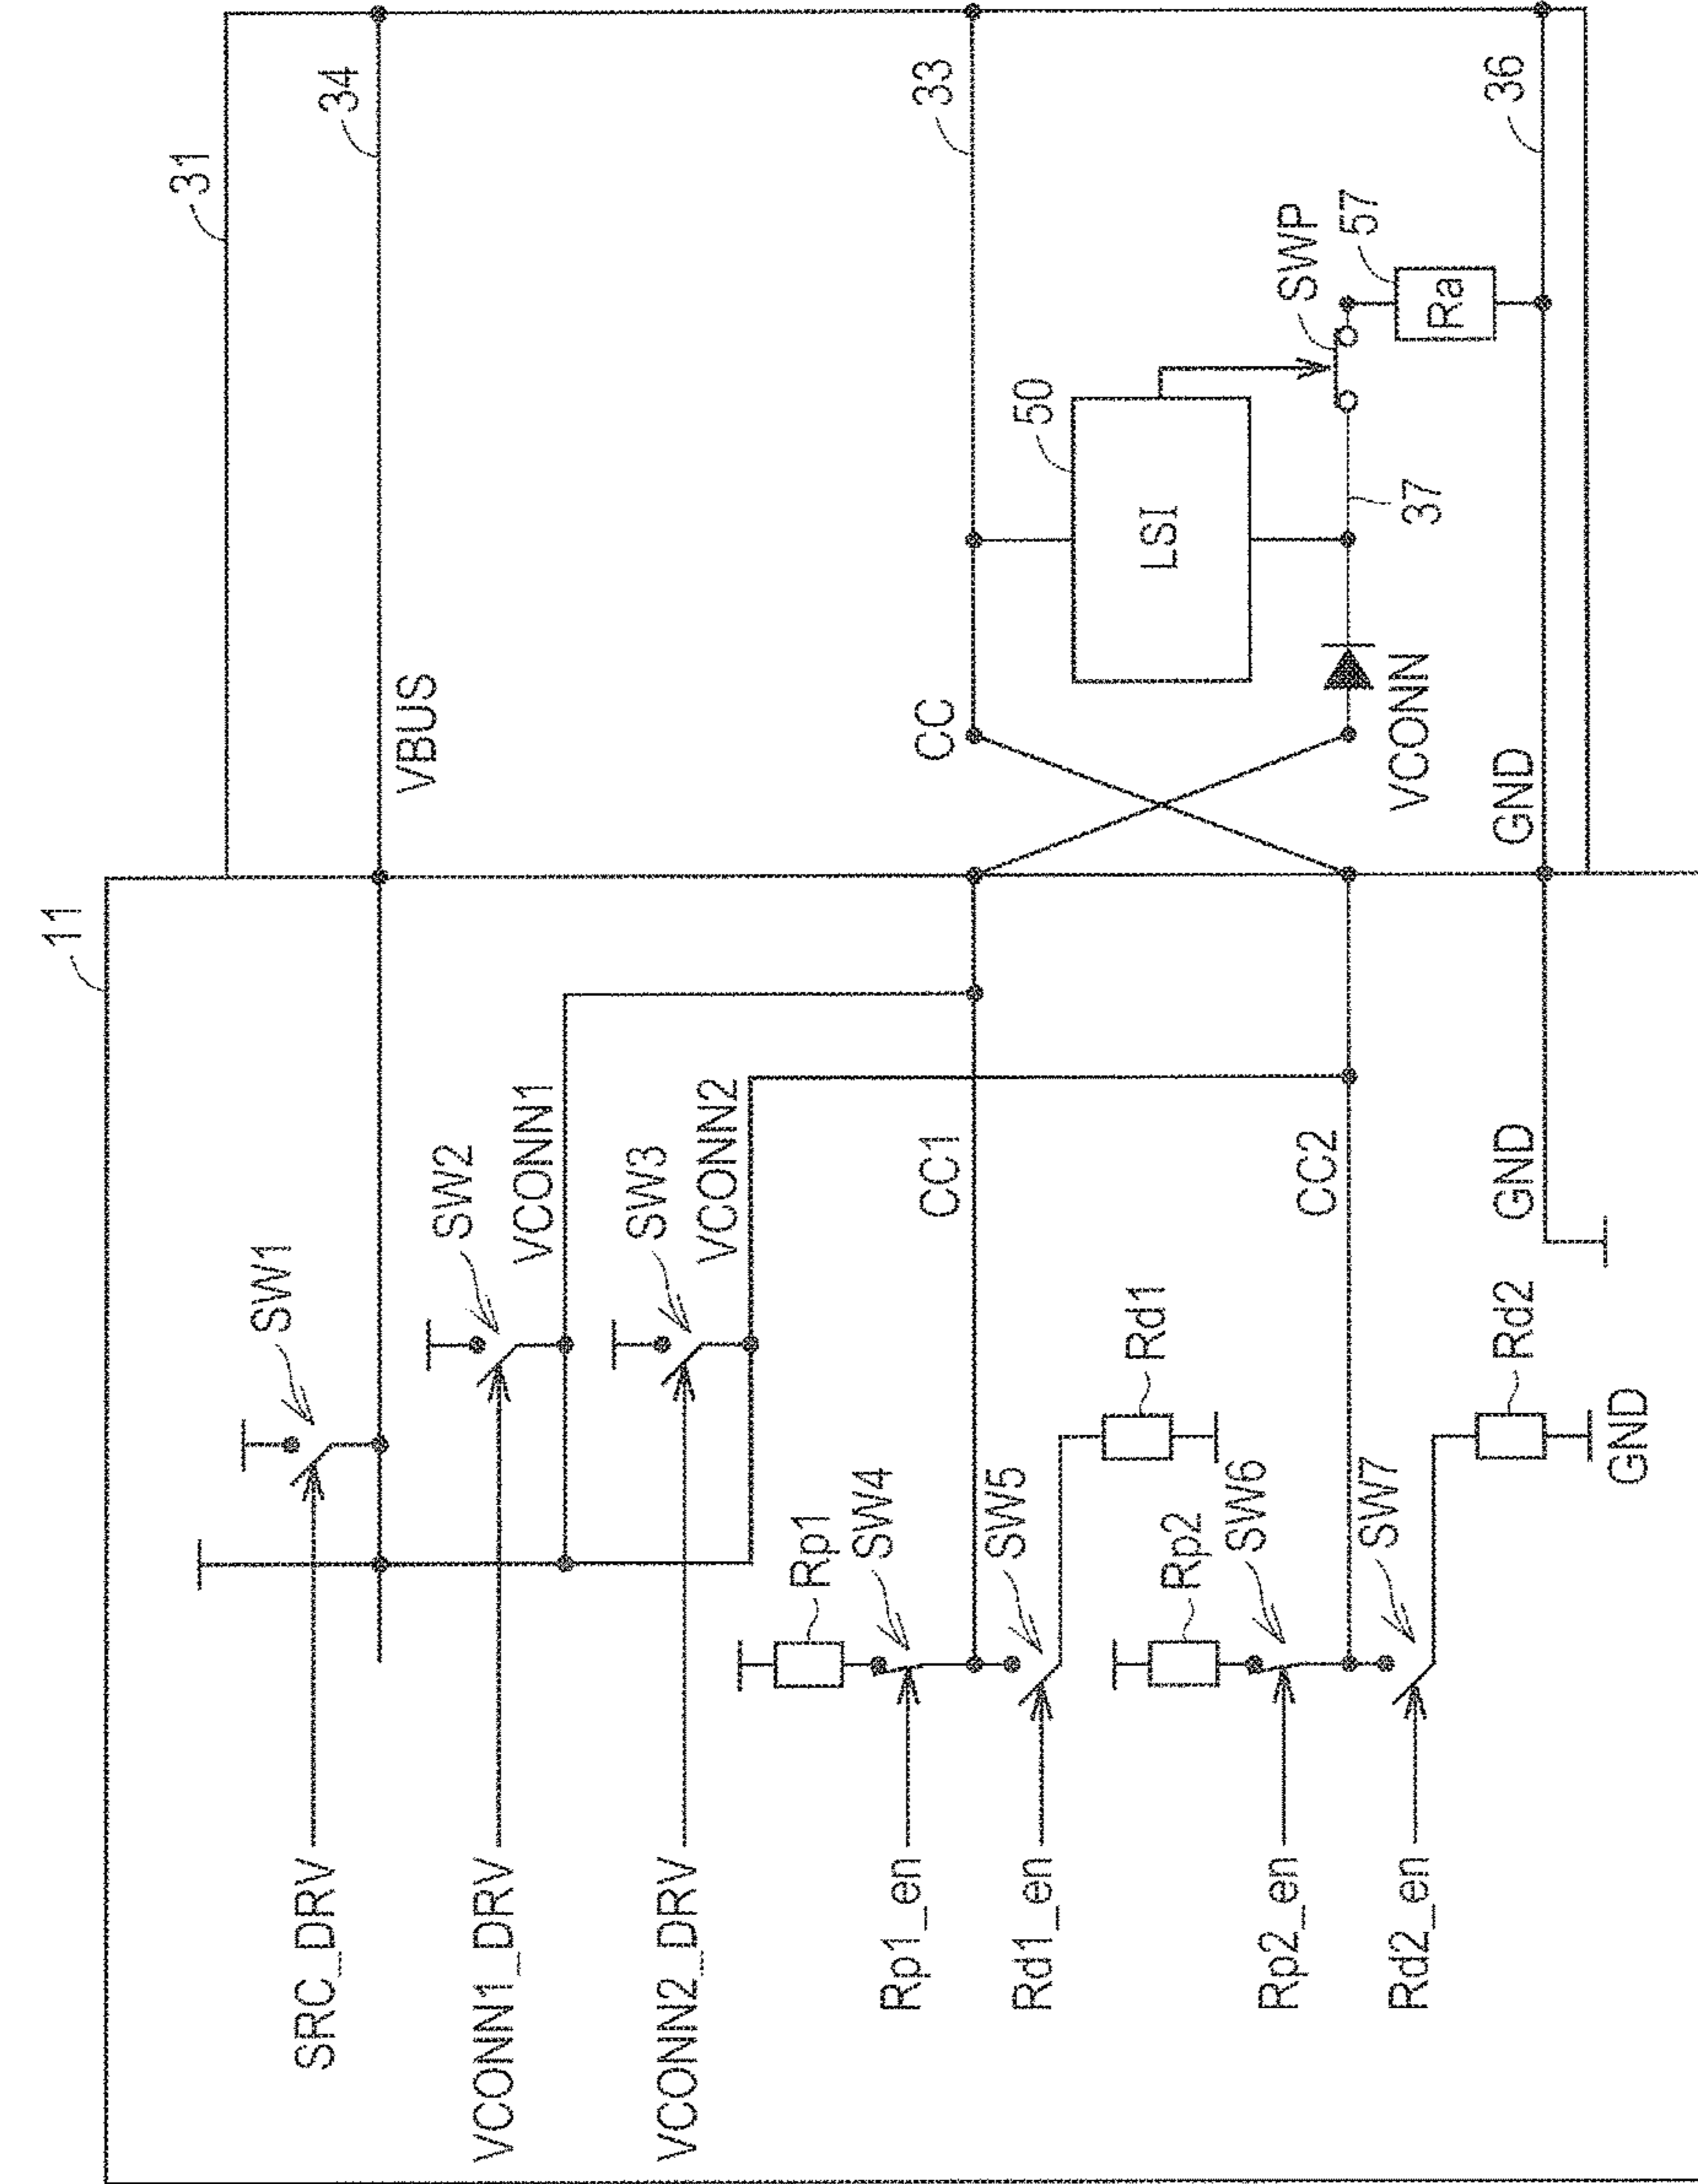 11
31
SRC_DRV
SW1
VBUS
34
VCONN1_DRV
SW2
VCONN1
VCONN2_DRV
SW3
VCONN2
Rp1
Rp1_en
SW4
CC1
CC
33
Rd1_en
SW5
Rd1
50
LSI
SWP
57
Ra
37
VCONN
Rp2
Rp2_en
SW6
CC2
Rd2_en
SW7
Rd2
GND
GND
GND
36